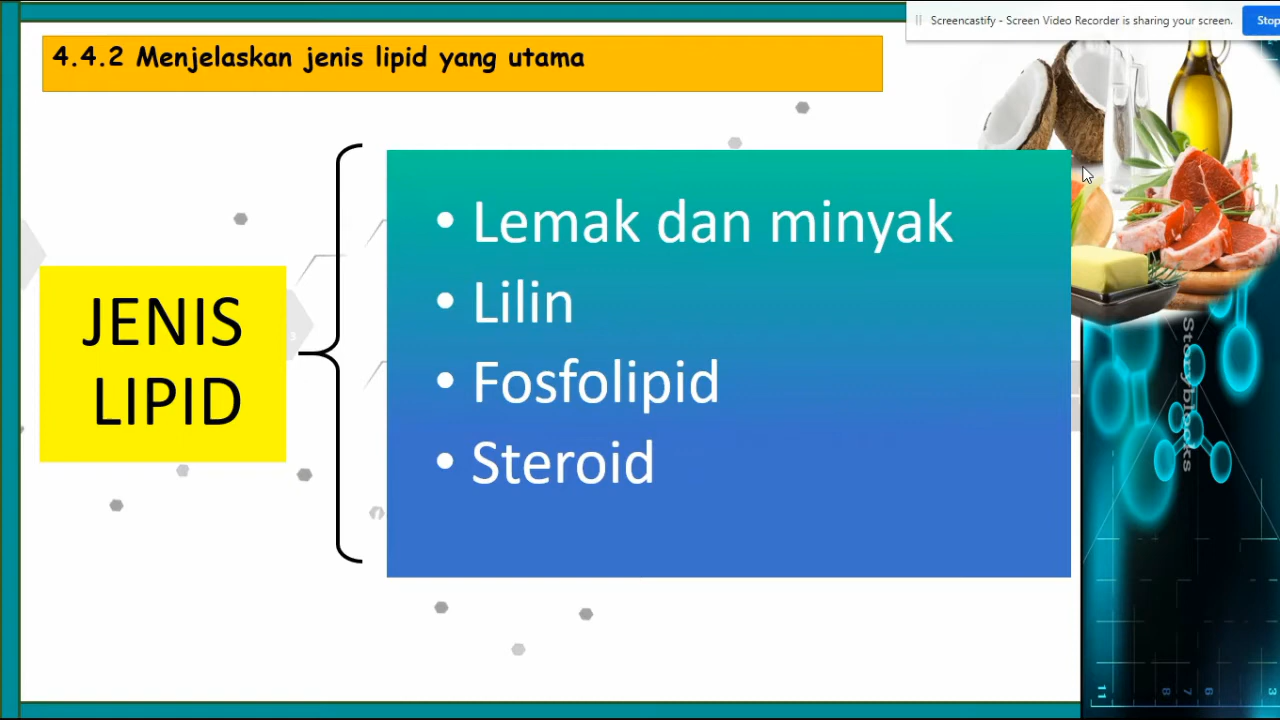 Screencastify - Screen Video Recorder is sharing your screen.
Stop
4.4.2 Menjelaskan jenis lipid yang utama
JENIS
LIPID
• Lemak dan minyak
• Lilin
• Fosfolipid
• Steroid
Storyblocks